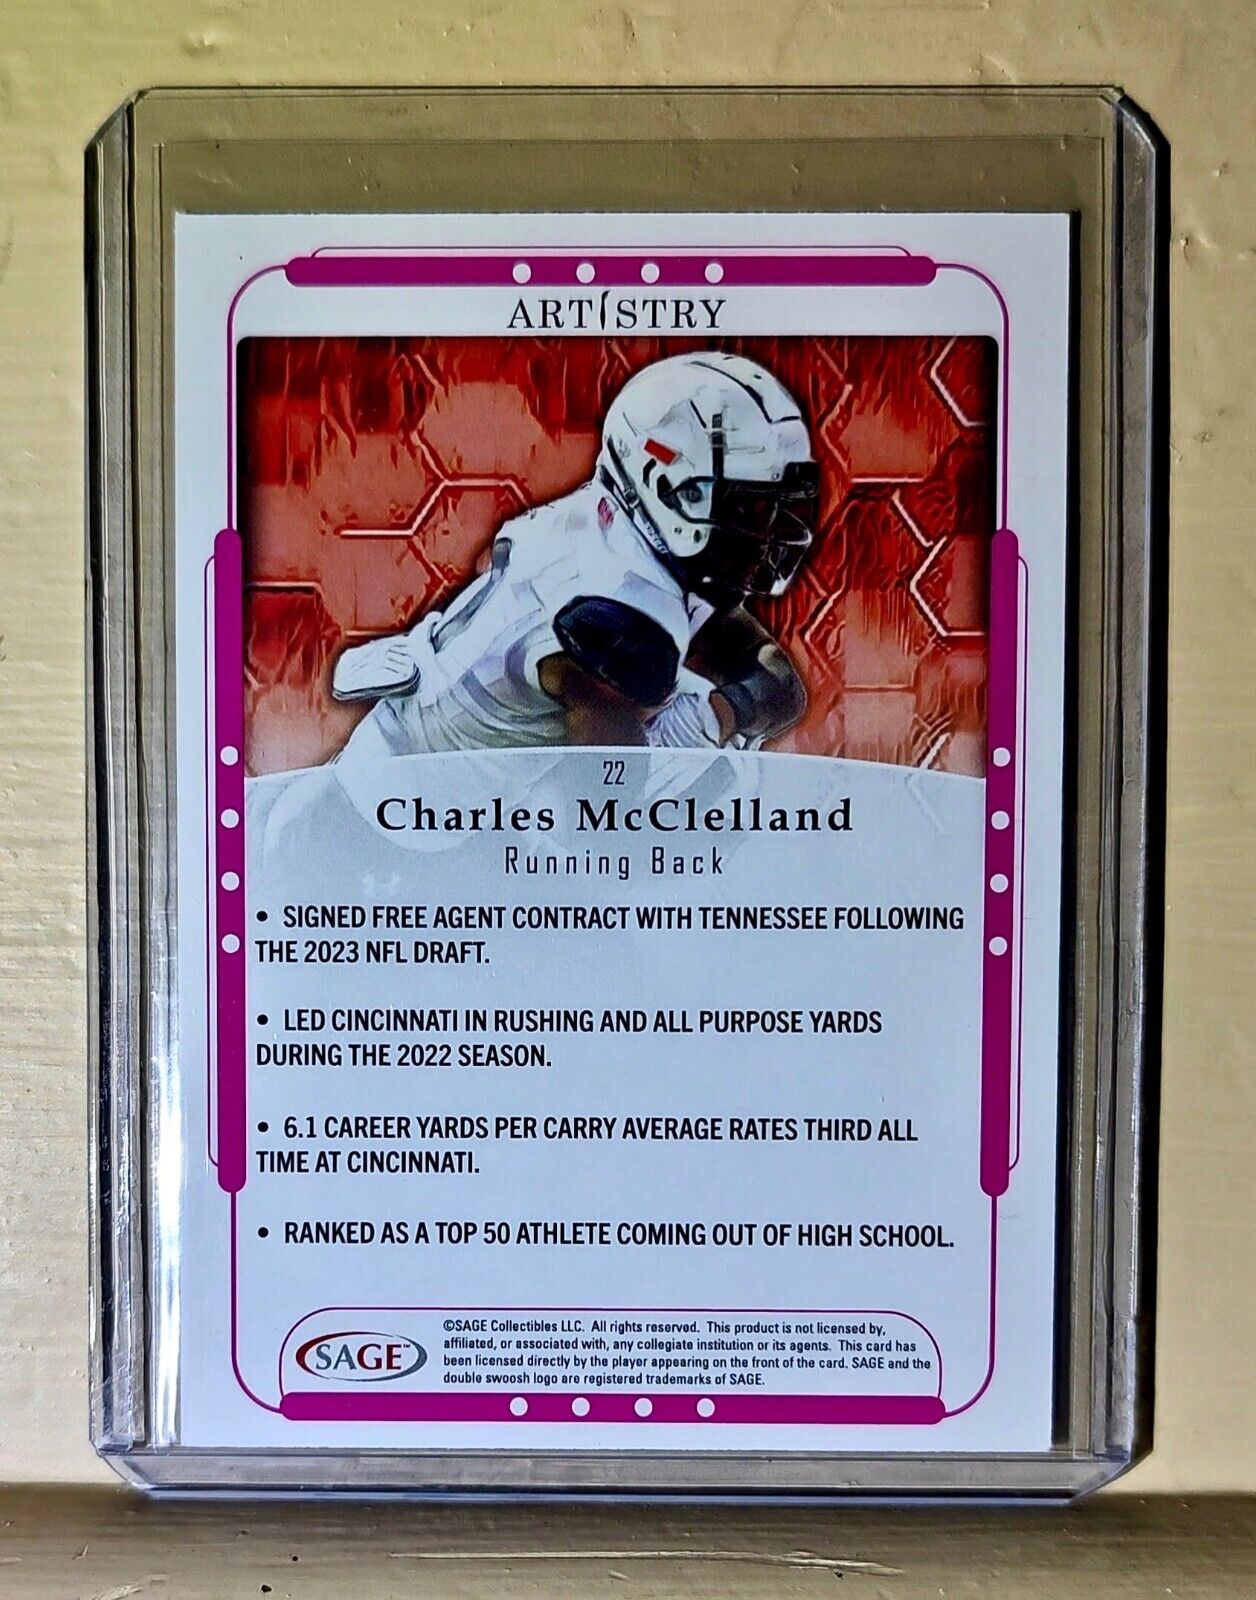 ARTISTRY
22
Charles McClelland
Running Back
• SIGNED FREE AGENT CONTRACT WITH TENNESSEE FOLLOWING
THE 2023 NFL DRAFT.
• LED CINCINNATI IN RUSHING AND ALL PURPOSE YARDS
DURING THE 2022 SEASON.
• 6.1 CAREER YARDS PER CARRY AVERAGE RATES THIRD ALL
TIME AT CINCINNATI.
• RANKED AS A TOP 50 ATHLETE COMING OUT OF HIGH SCHOOL.
SAGE™
©SAGE Collectibles LLC. All rights reserved. This product is not licensed by,
affiliated, or associated with, any collegiate institution or its agents. This card has
been licensed directly by the player appearing on the front of the card. SAGE and the
double swoosh logo are registered trademarks of SAGE.